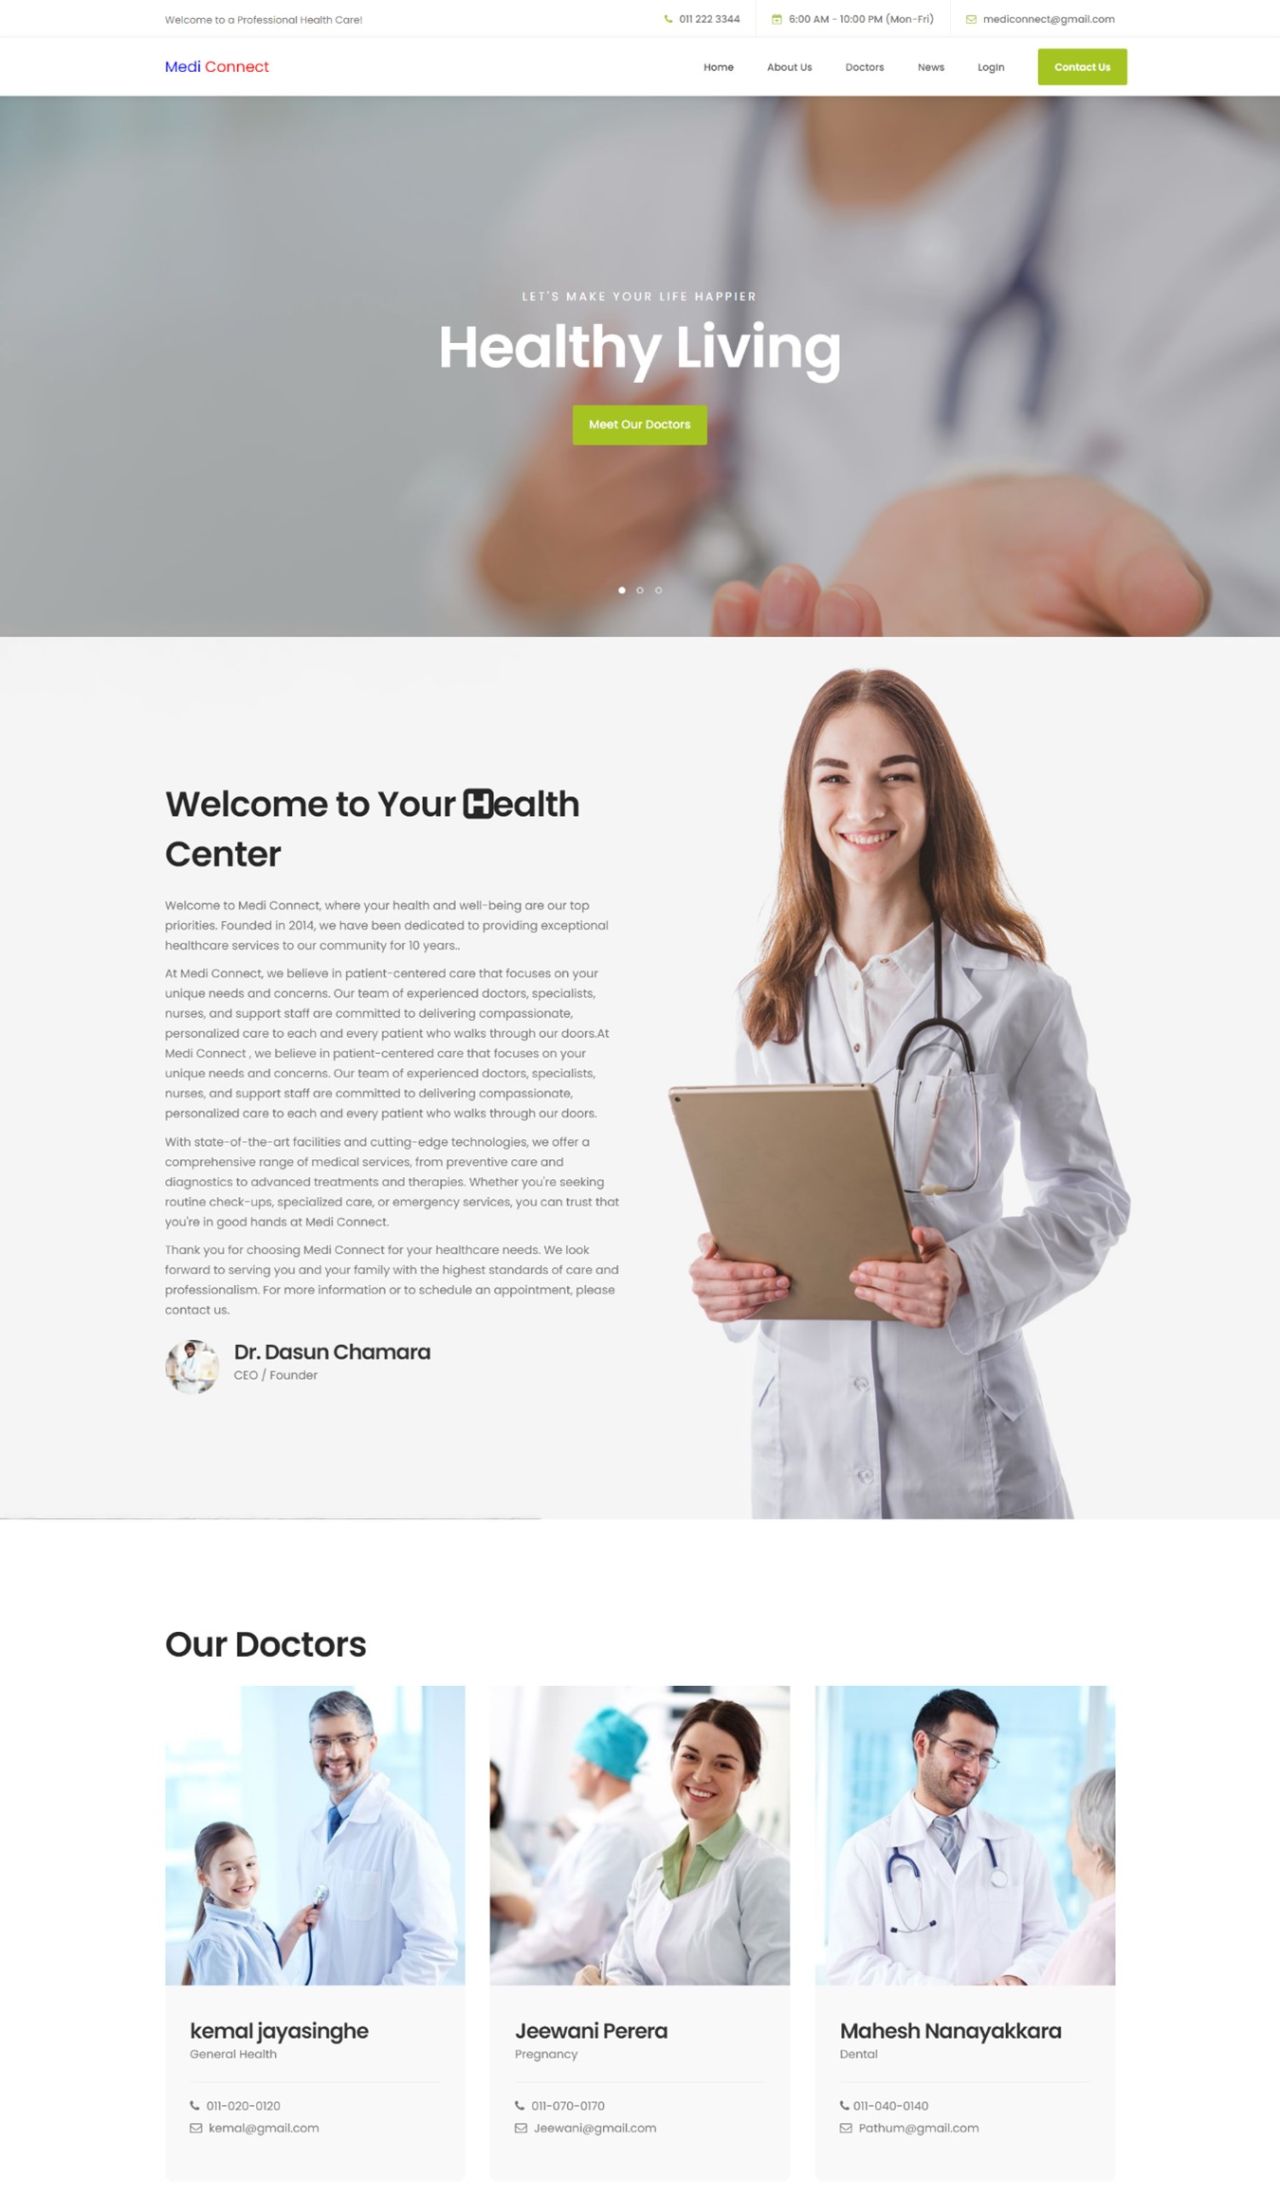 Welcome to a Professional Health Care!
011 222 3344
6:00 AM - 10:00 PM (Mon-Fri)
mediconnect@gmail.com
Medi Connect
Home
About Us
Doctors
News
LogIn
Contact Us
LET'S MAKE YOUR LIFE HAPPIER
Healthy Living
Meet Our Doctors
Welcome to Your Health
Center
Welcome to Medi Connect, where your health and well-being are our top
priorities. Founded in 2014, we have been dedicated to providing exceptional
healthcare services to our community for 10 years..
At Medi Connect, we believe in patient-centered care that focuses on your
unique needs and concerns. Our team of experienced doctors, specialists,
nurses, and support staff are committed to delivering compassionate,
personalized care to each and every patient who walks through our doors.At
Medi Connect , we believe in patient-centered care that focuses on your
unique needs and concerns. Our team of experienced doctors, specialists,
nurses, and support staff are committed to delivering compassionate,
personalized care to each and every patient who walks through our doors.
With state-of-the-art facilities and cutting-edge technologies, we offer a
comprehensive range of medical services, from preventive care and
diagnostics to advanced treatments and therapies. Whether you're seeking
routine check-ups, specialized care, or emergency services, you can trust that
you're in good hands at Medi Connect.
Thank you for choosing Medi Connect for your healthcare needs. We look
forward to serving you and your family with the highest standards of care and
professionalism. For more information or to schedule an appointment, please
contact us.
Dr. Dasun Chamara
CEO / Founder
Our Doctors
kemal jayasinghe
General Health
011-020-0120
kemal@gmail.com
Jeewani Perera
Pregnancy
011-070-0170
Jeewani@gmail.com
Mahesh Nanayakkara
Dental
011-040-0140
Pathum@gmail.com